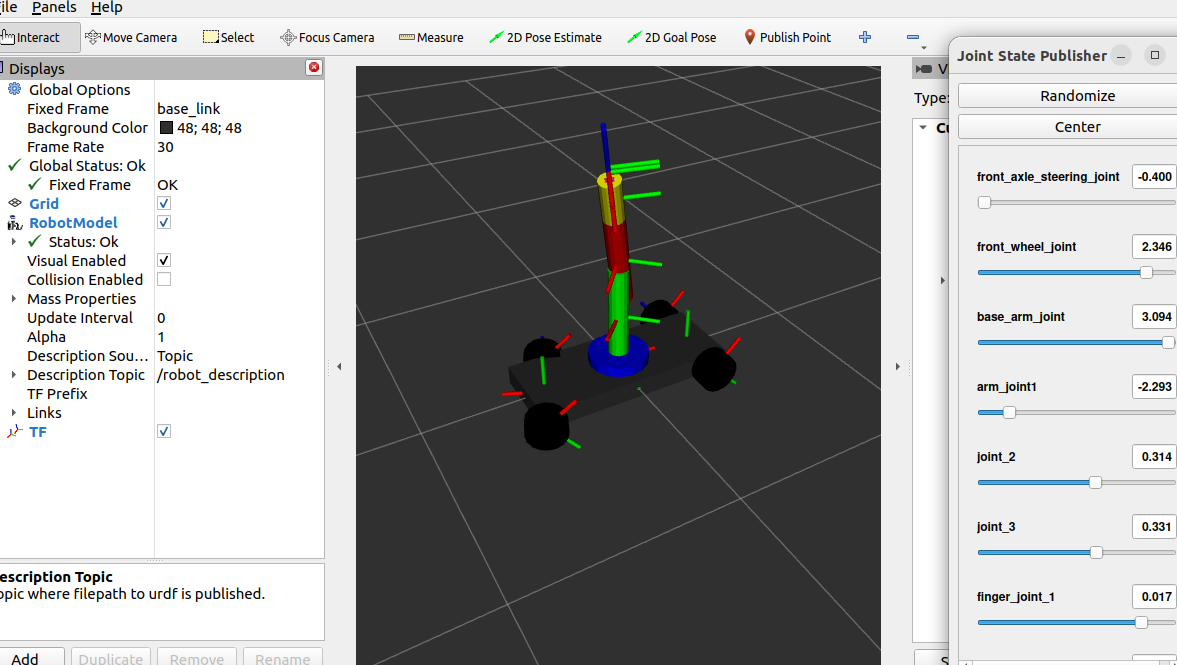 ile Panels Help
Interact Move Camera Select Focus Camera Measure 2D Pose Estimate 2D Goal Pose Publish Point
Displays
Global Options
Fixed Frame base_link
Background Color 48; 48; 48
Frame Rate 30
Global Status: Ok
Fixed Frame OK
Grid
RobotModel
Status: Ok
Visual Enabled
Collision Enabled
Mass Properties
Update Interval 0
Alpha 1
Description Sou... Topic
Description Topic /robot_description
TF Prefix
Links
TF
escription Topic
opic where filepath to urdf is published.
Add Duplicate Remove Rename
V
Type:
Cu
S
Joint State Publisher
Randomize
Center
front_axle_steering_joint -0.400
front_wheel_joint 2.346
base_arm_joint 3.094
arm_joint1 -2.293
joint_2 0.314
joint_3 0.331
finger_joint_1 0.017